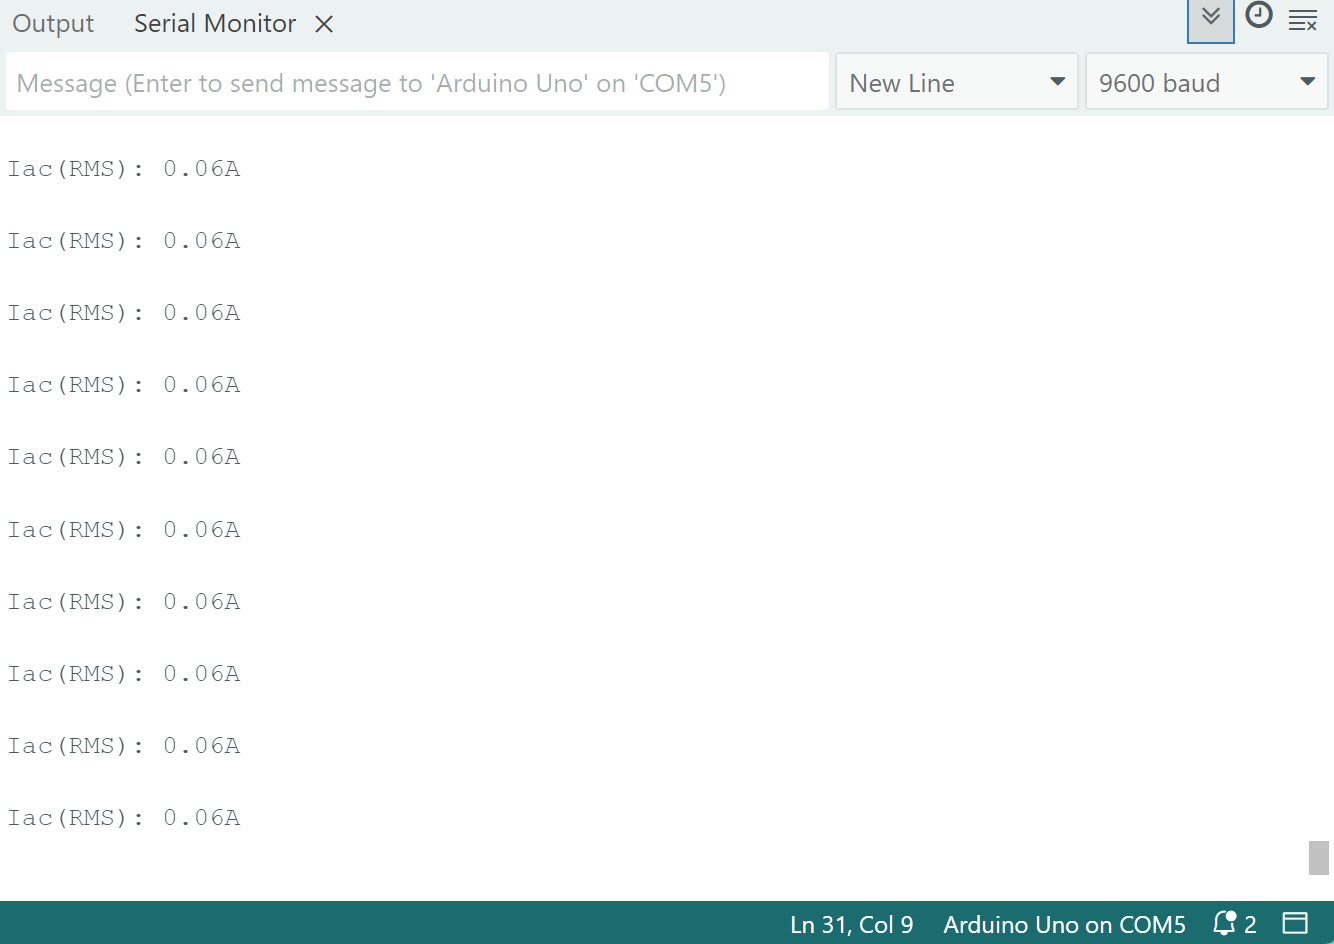 Output Serial Monitor
Message (Enter to send message to 'Arduino Uno' on 'COM5') New Line 9600 baud
Iac(RMS): 0.06A
Iac(RMS): 0.06A
Iac(RMS): 0.06A
Iac(RMS): 0.06A
Iac(RMS): 0.06A
Iac(RMS): 0.06A
Iac(RMS): 0.06A
Iac(RMS): 0.06A
Iac(RMS): 0.06A
Iac(RMS): 0.06A
Ln 31, Col 9 Arduino Uno on COM5 2